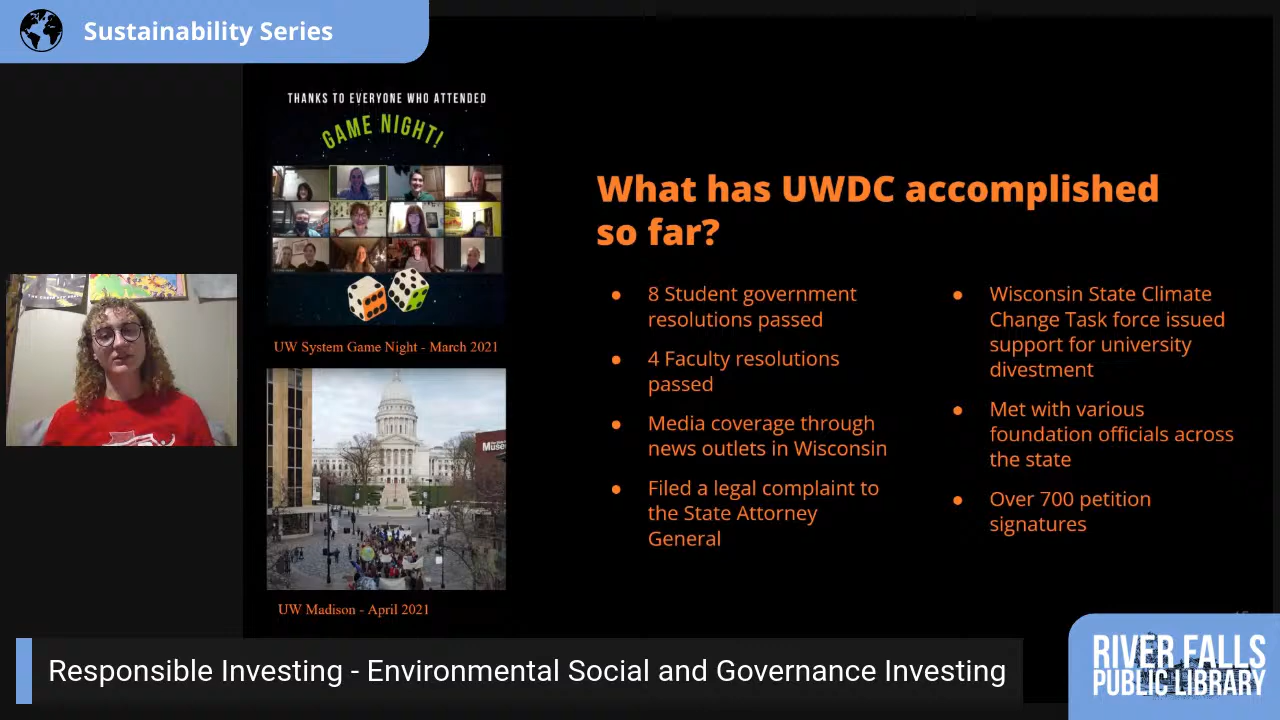 Sustainability Series
THANKS TO EVERYONE WHO ATTENDED
GAME NIGHT!
UW System Game Night - March 2021
UW Madison - April 2021
What has UWDC accomplished
so far?
● 8 Student government
resolutions passed
● 4 Faculty resolutions
passed
● Media coverage through
news outlets in Wisconsin
● Filed a legal complaint to
the State Attorney
General
● Wisconsin State Climate
Change Task force issued
support for university
divestment
● Met with various
foundation officials across
the state
● Over 700 petition
signatures
Responsible Investing - Environmental Social and Governance Investing
RIVER FALLS
PUBLIC LIBRARY